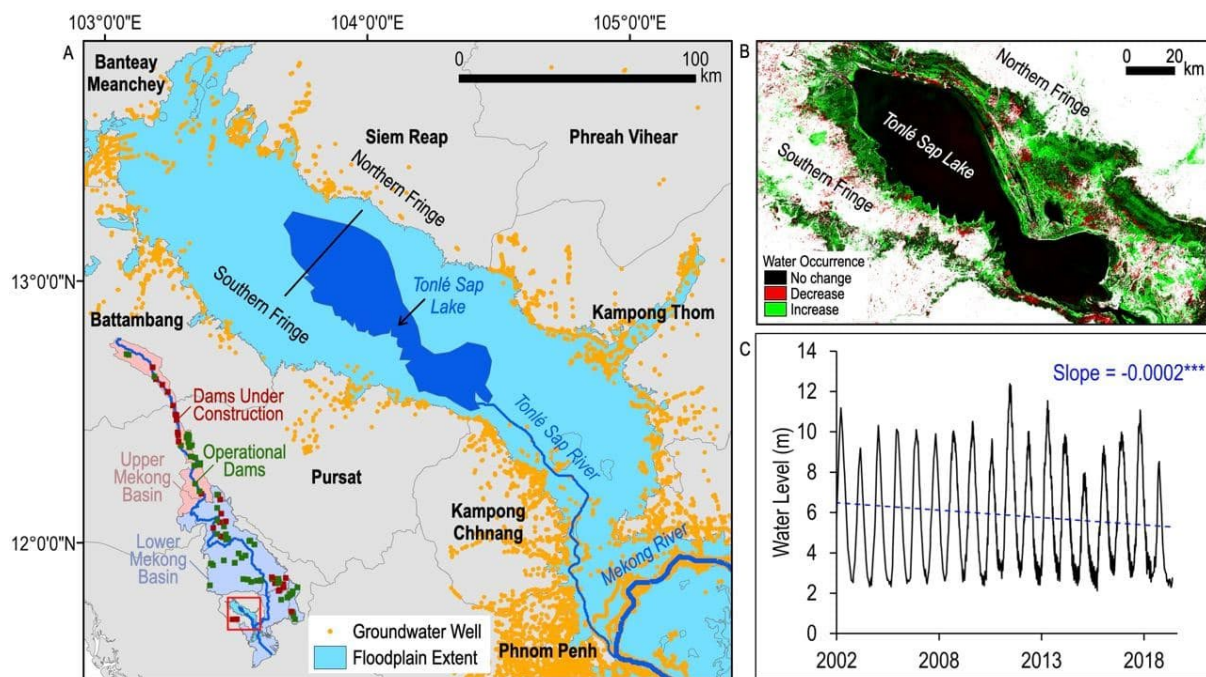 103°0'0"E
104°0'0"E
105°0'0"E
A
Banteay
Meanchey
0
100
km
Siem Reap
Phreah Vihear
Northern Fringe
13°0'0"N
Southern Fringe
Tonlé Sap
Lake
Battambang
Kampong Thom
Dams Under
Construction
Operational
Dams
Upper
Mekong
Basin
Pursat
Tonlé Sap River
Kampong
Chhnang
12°0'0"N
Lower
Mekong
Basin
Mekong River
Groundwater Well
Floodplain Extent
Phnom Penh
B
0 20
km
Northern Fringe
Tonlé Sap Lake
Southern Fringe
Water Occurrence
No change
Decrease
Increase
C
Slope = -0.0002***
Water Level (m)
14
12
10
8
6
4
2
0
2002 2008 2013 2018